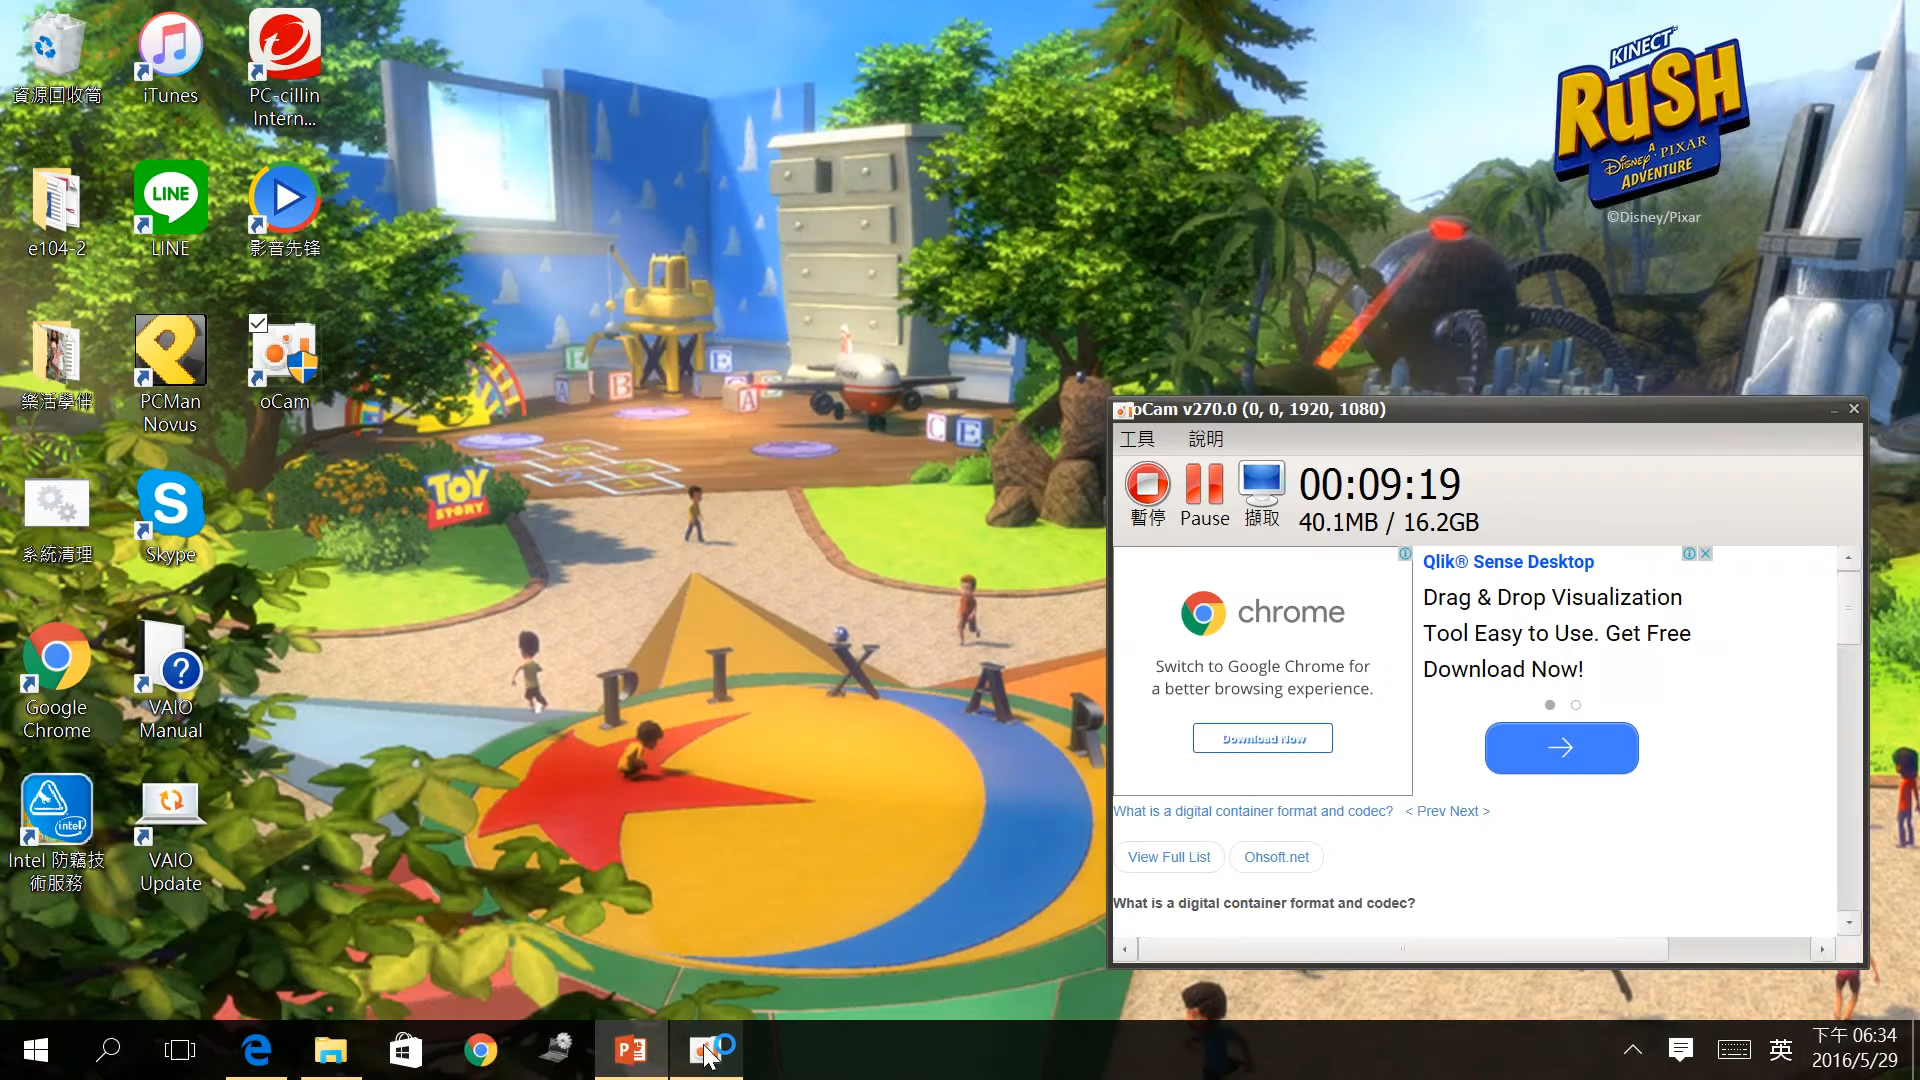 資源回收筒
iTunes
PC-cillin
Intern...
e104-2
LINE
LINE
影音先锋
樂活學伴
PCMan
Novus
oCam
系統清理
Skype
Google
Chrome
VAIO
Manual
intel
Intel 防竊技
術服務
VAIO
Update
KINECT
RUSH
A
Disney·PIXAR
ADVENTURE
©Disney/Pixar
TOY
STORY
E
A
B
A
E
C
E
P I X A R
oCam v270.0 (0, 0, 1920, 1080)
工具 說明
00:09:19
暫停 Pause 擷取
40.1MB / 16.2GB
chrome
Switch to Google Chrome for
a better browsing experience.
Download Now
Qlik® Sense Desktop
Drag & Drop Visualization
Tool Easy to Use. Get Free
Download Now!
What is a digital container format and codec? < Prev Next >
View Full List Ohsoft.net
What is a digital container format and codec?
英
下午 06:34
2016/5/29